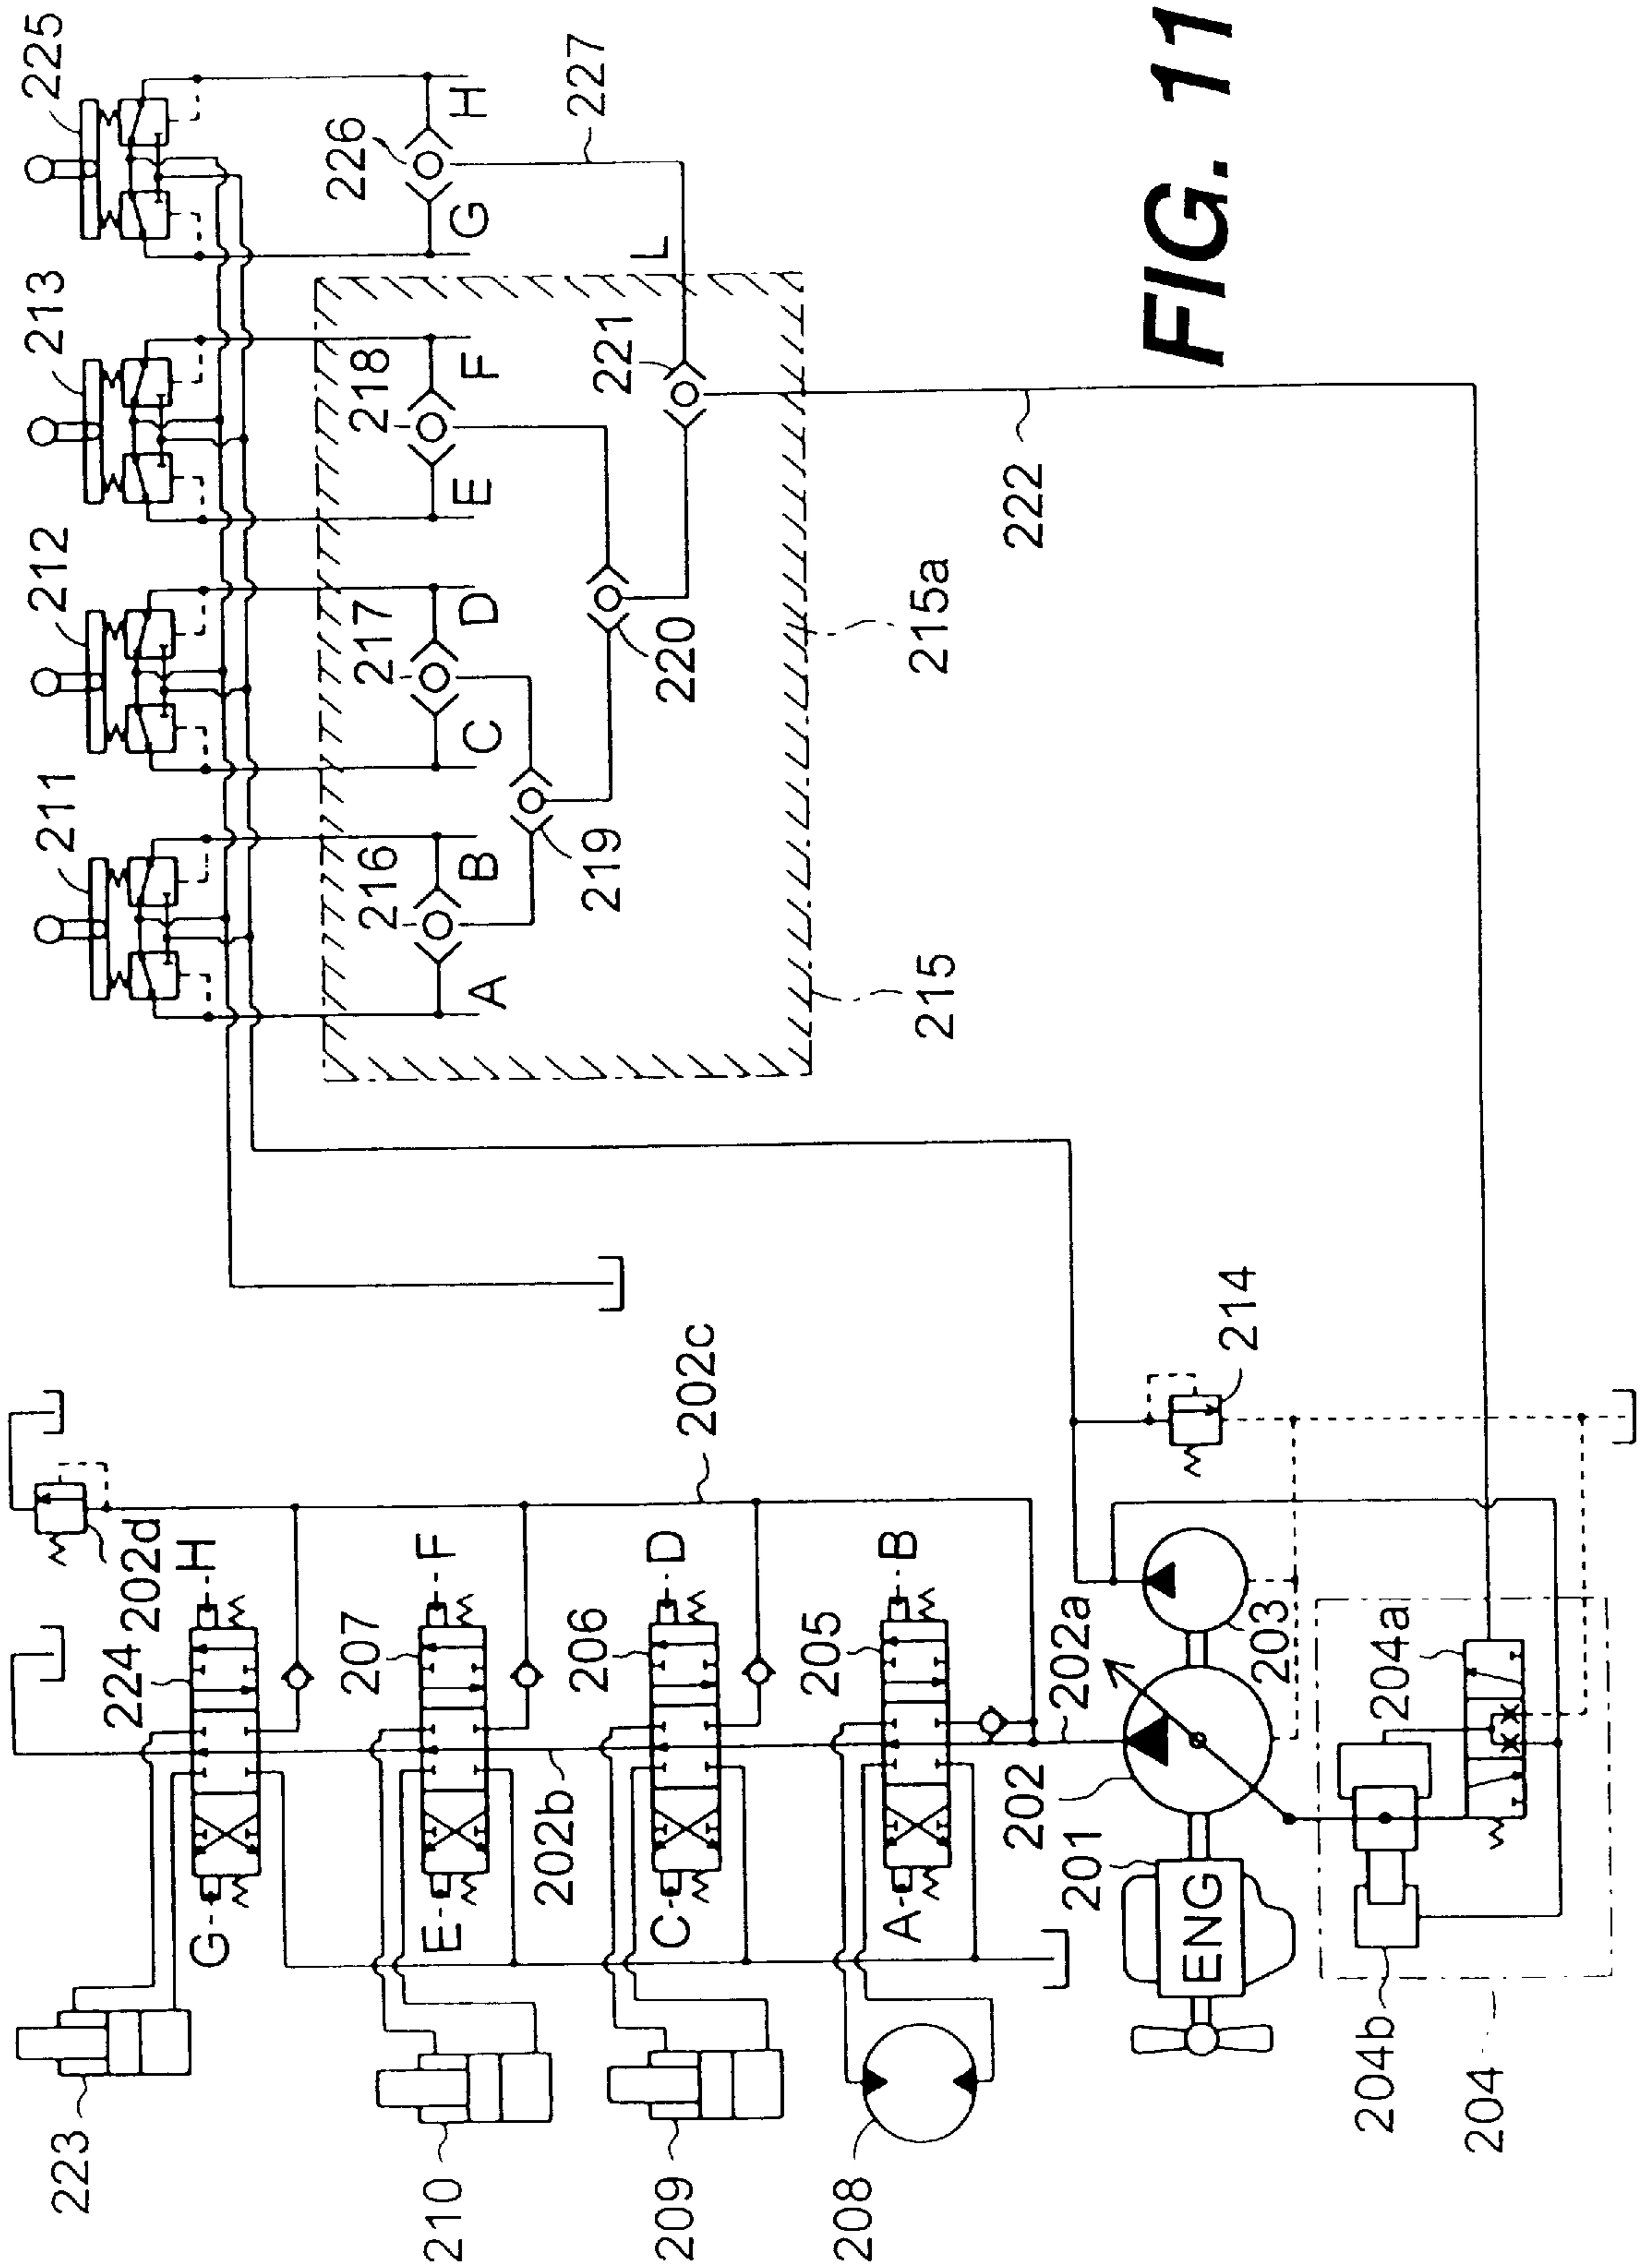 225
213
212
211
226
H
G
227
218
F
E
217
D
C
216
B
A
L
221
220
219
222
215a
215
FIG. 11
202d
H
224
G
223
202c
F
207
E
210
202b
D
206
C
209
B
205
A
208
214
202a
203
202
201
ENG
204a
204b
204